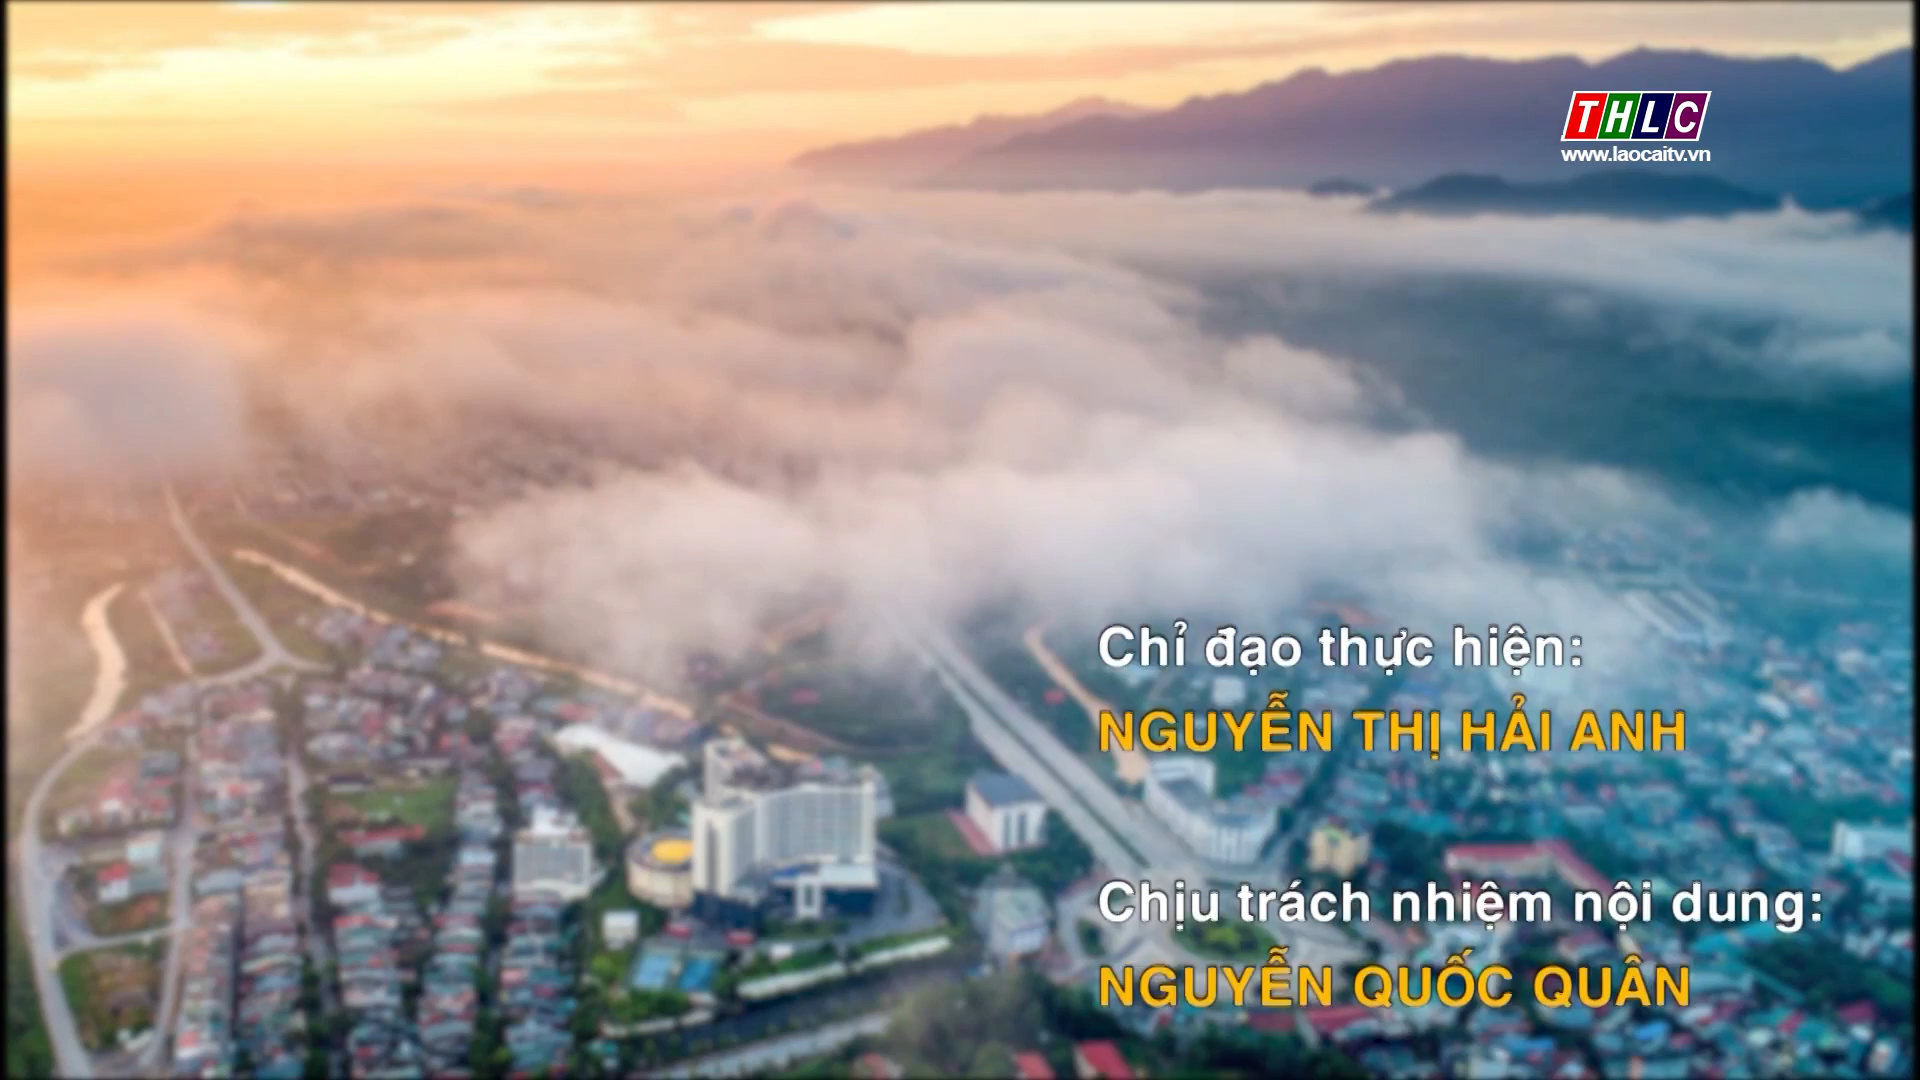 THLC
www.laocaitv.vn
Chỉ đạo thực hiện:
NGUYỄN THỊ HẢI ANH
Chịu trách nhiệm nội dung:
NGUYỄN QUỐC QUÂN